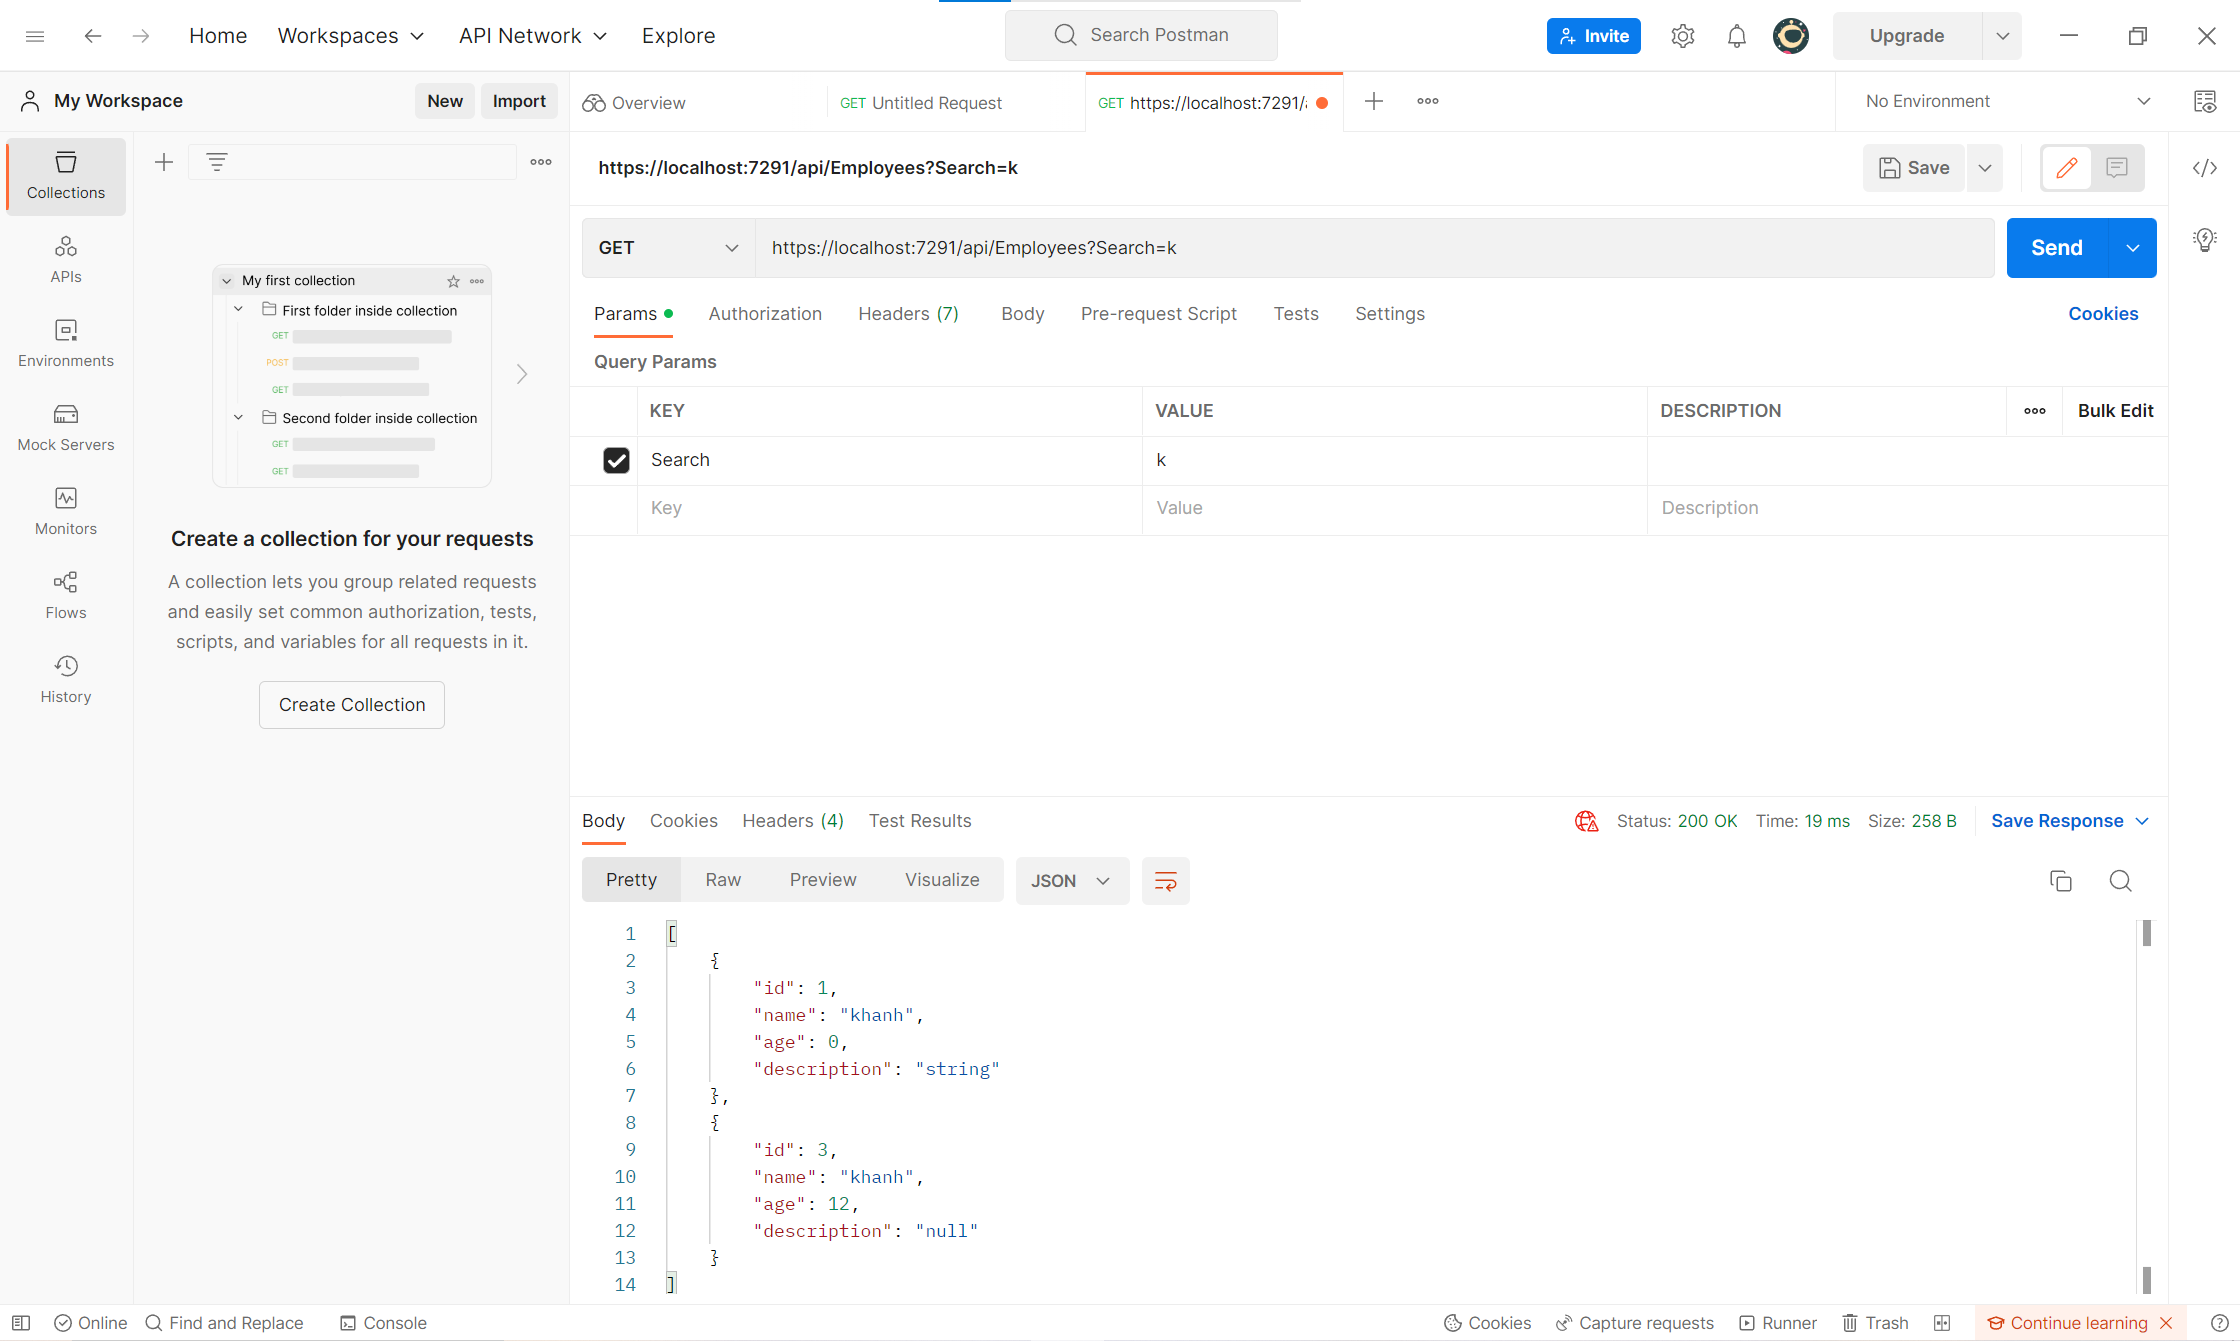 Home Workspaces API Network Explore Search Postman Invite Upgrade
My Workspace New Import Overview GET Untitled Request GET https://localhost:7291/ No Environment
Collections
APIs
Environments
Mock Servers
Monitors
Flows
History
My first collection
First folder inside collection
GET
POST
GET
Second folder inside collection
GET
GET
Create a collection for your requests
A collection lets you group related requests
and easily set common authorization, tests,
scripts, and variables for all requests in it.
Create Collection
https://localhost:7291/api/Employees?Search=k Save
GET https://localhost:7291/api/Employees?Search=k Send
Params Authorization Headers (7) Body Pre-request Script Tests Settings Cookies
Query Params
KEY VALUE DESCRIPTION Bulk Edit
Search k
Key Value Description
Body Cookies Headers (4) Test Results Status: 200 OK Time: 19 ms Size: 258 B Save Response
Pretty Raw Preview Visualize JSON
1 [
2 {
3 "id": 1,
4 "name": "khanh",
5 "age": 0,
6 "description": "string"
7 },
8 {
9 "id": 3,
10 "name": "khanh",
11 "age": 12,
12 "description": "null"
13 }
14 ]
Online Find and Replace Console Cookies Capture requests Runner Trash Continue learning